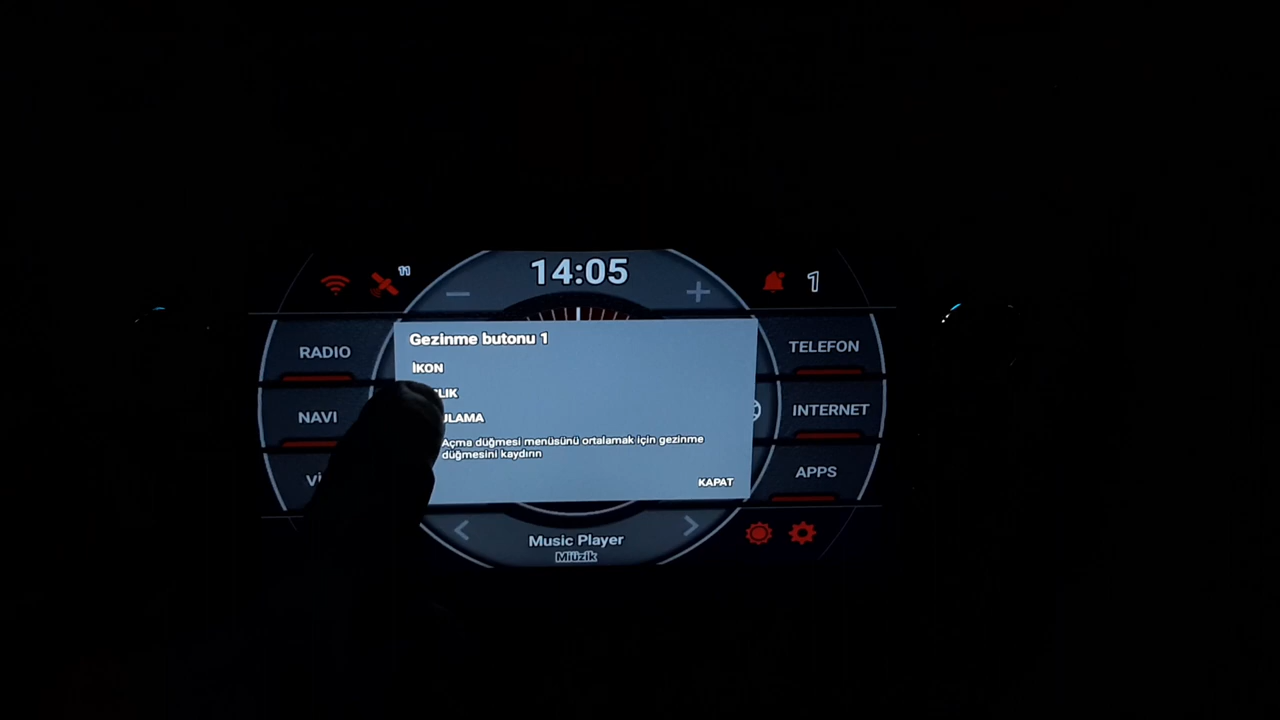 14:05
11
1
RADIO
NAVI
Gezinme butonu 1
İKON
Açma düğmesi menüsünü ortalamak için gezinme
düğmesini kaydırın
KAPAT
TELEFON
INTERNET
APPS
Music Player
Müzik